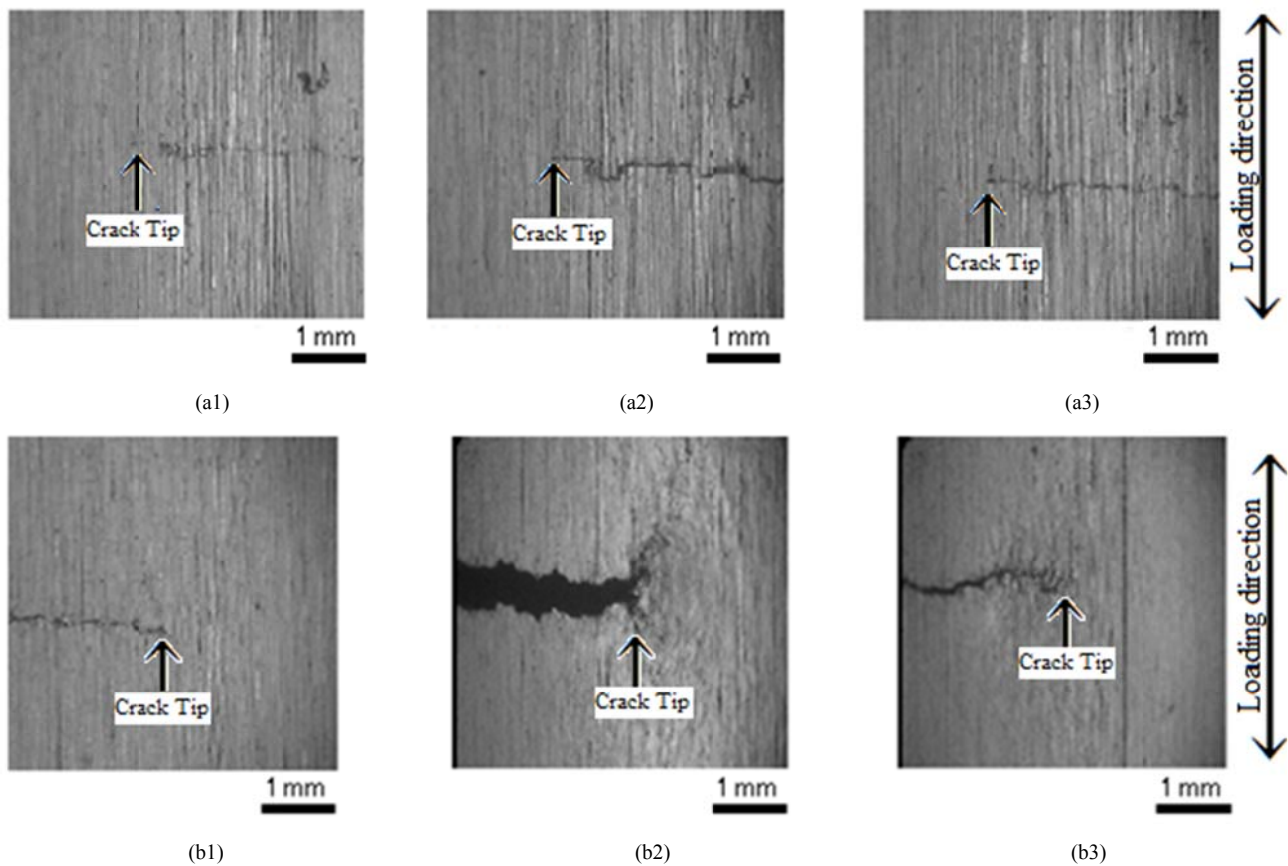 Crack Tip
Crack Tip
Crack Tip
Loading direction
1 mm
1 mm
1 mm
(a1)
(a2)
(a3)
Crack Tip
Crack Tip
Crack Tip
Loading direction
1 mm
1 mm
1 mm
(b1)
(b2)
(b3)